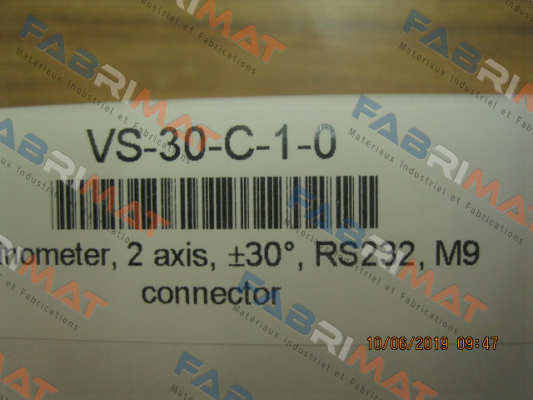 VS-30-C-1-0
nometer, 2 axis, ±30°, RS232, M9
connector
10/06/2019 09:47
FABRIMAT
Materiaux Industriel et Fabrications